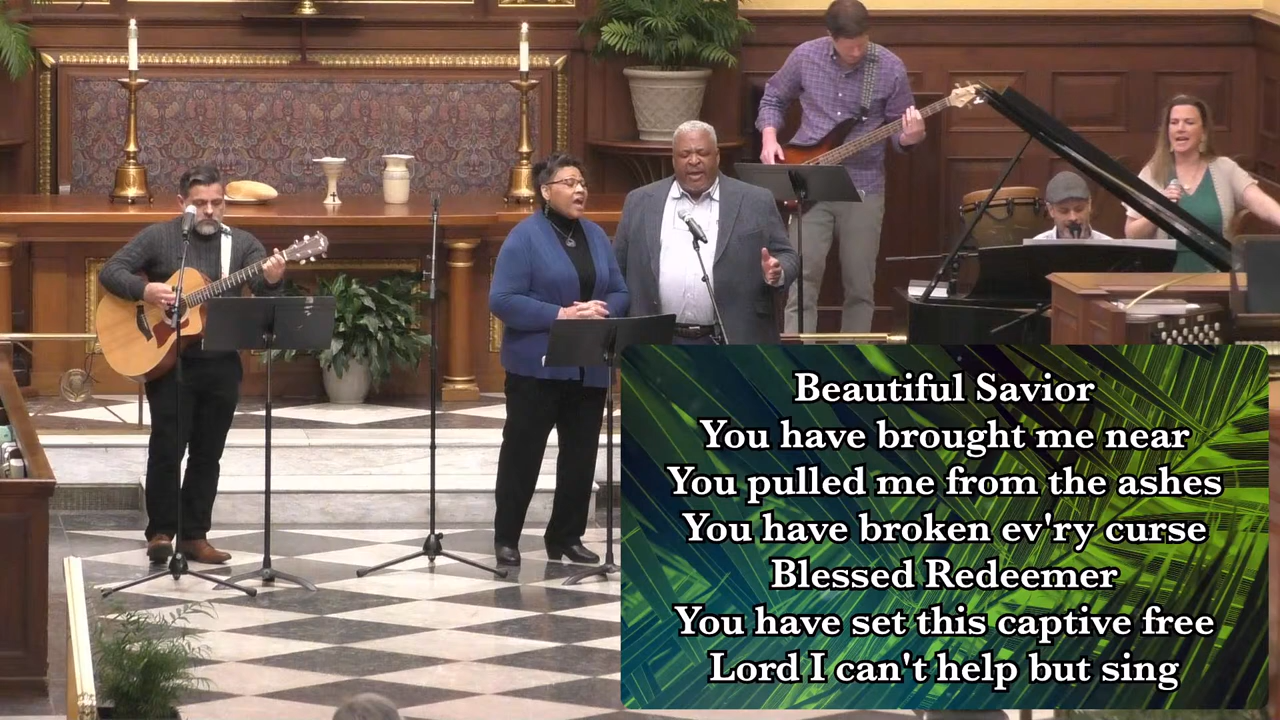 Beautiful Savior
You have brought me near
You pulled me from the ashes
You have broken ev'ry curse
Blessed Redeemer
You have set this captive free
Lord I can't help but sing